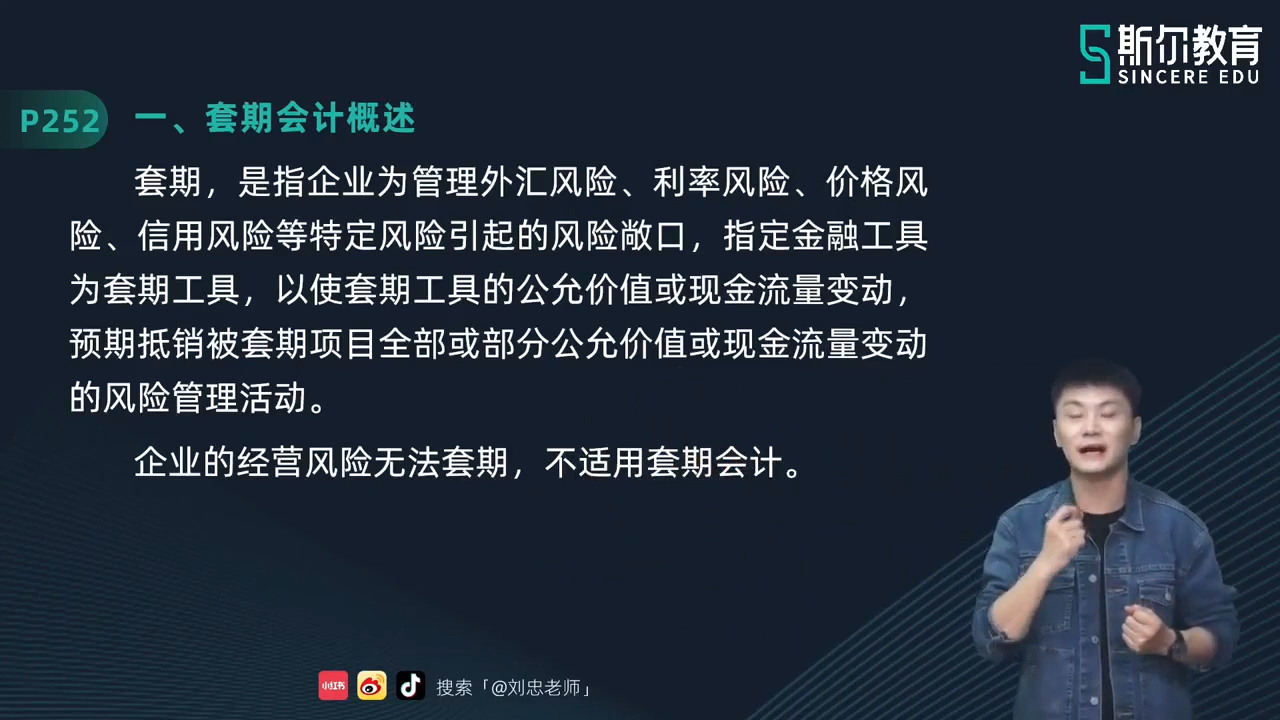 斯尔教育
SINCERE EDU
P252
一、套期会计概述
套期，是指企业为管理外汇风险、利率风险、价格风
险、信用风险等特定风险引起的风险敞口，指定金融工具
为套期工具，以使套期工具的公允价值或现金流量变动，
预期抵销被套期项目全部或部分公允价值或现金流量变动
的风险管理活动。
企业的经营风险无法套期，不适用套期会计。
小红书
搜索「@刘忠老师」